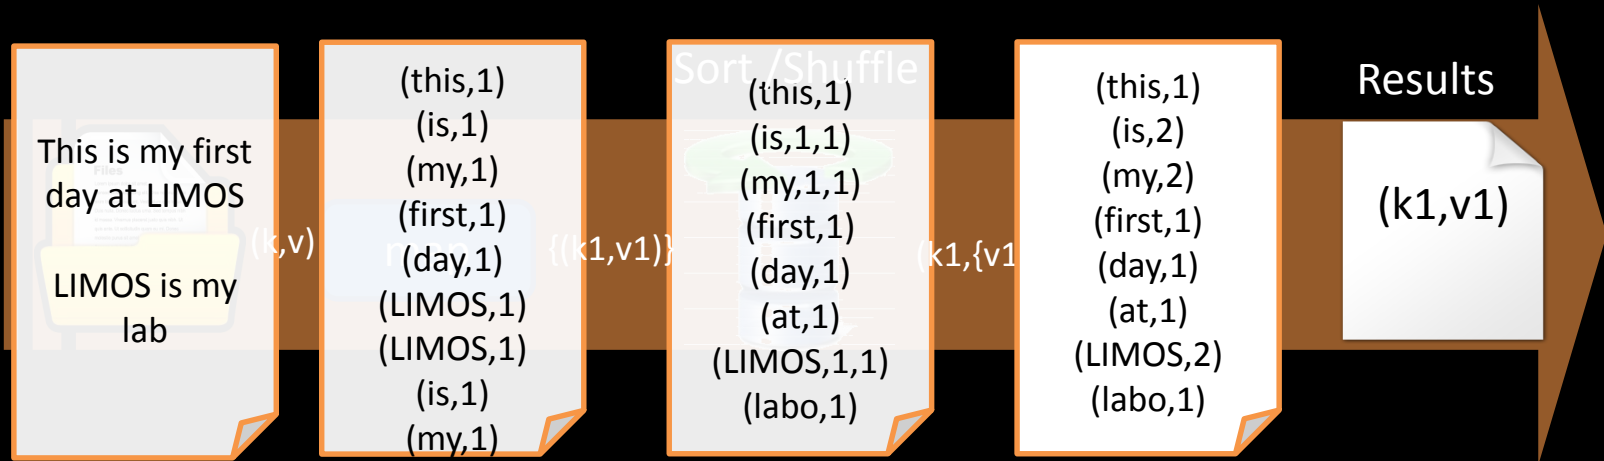 This is my first
day at LIMOS
LIMOS is my
lab
Files
(k,v)
(this,1)
(is,1)
(my,1)
(first,1)
(day,1)
(LIMOS,1)
(LIMOS,1)
(is,1)
(my,1)
map
{(k1,v1)}
Sort /Shuffle
(this,1)
(is,1,1)
(my,1,1)
(first,1)
(day,1)
(at,1)
(LIMOS,1,1)
(labo,1)
(k1,{v1
(this,1)
(is,2)
(my,2)
(first,1)
(day,1)
(at,1)
(LIMOS,2)
(labo,1)
Results
(k1,v1)